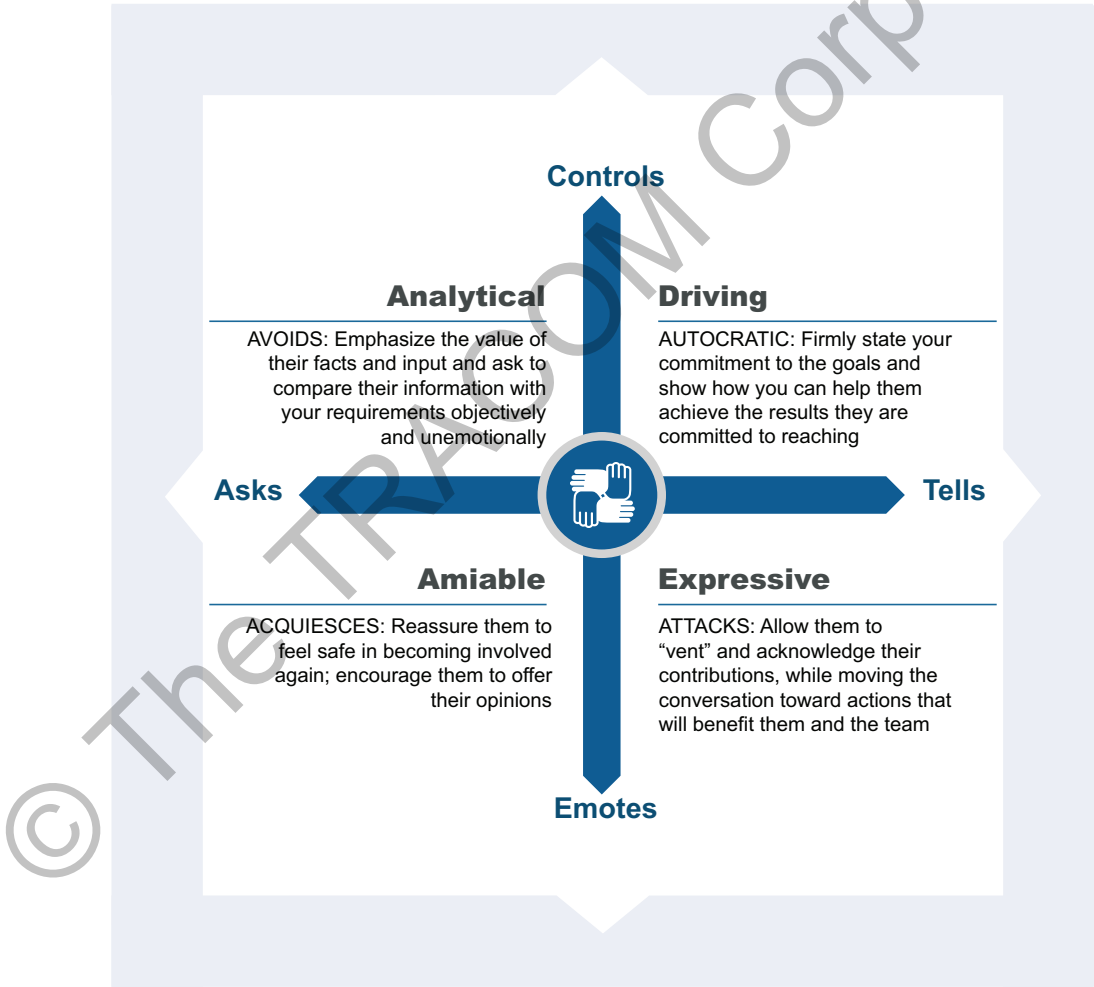 Controls
Analytical
AVOIDS: Emphasize the value of
their facts and input and ask to
compare their information with
your requirements objectively
and unemotionally
Driving
AUTOCRATIC: Firmly state your
commitment to the goals and
show how you can help them
achieve the results they are
committed to reaching
Asks
Tells
Amiable
ACQUIESCES: Reassure them to
feel safe in becoming involved
again; encourage them to offer
their opinions
Expressive
ATTACKS: Allow them to
“vent” and acknowledge their
contributions, while moving the
conversation toward actions that
will benefit them and the team
Emotes
© The TRACOM Corp